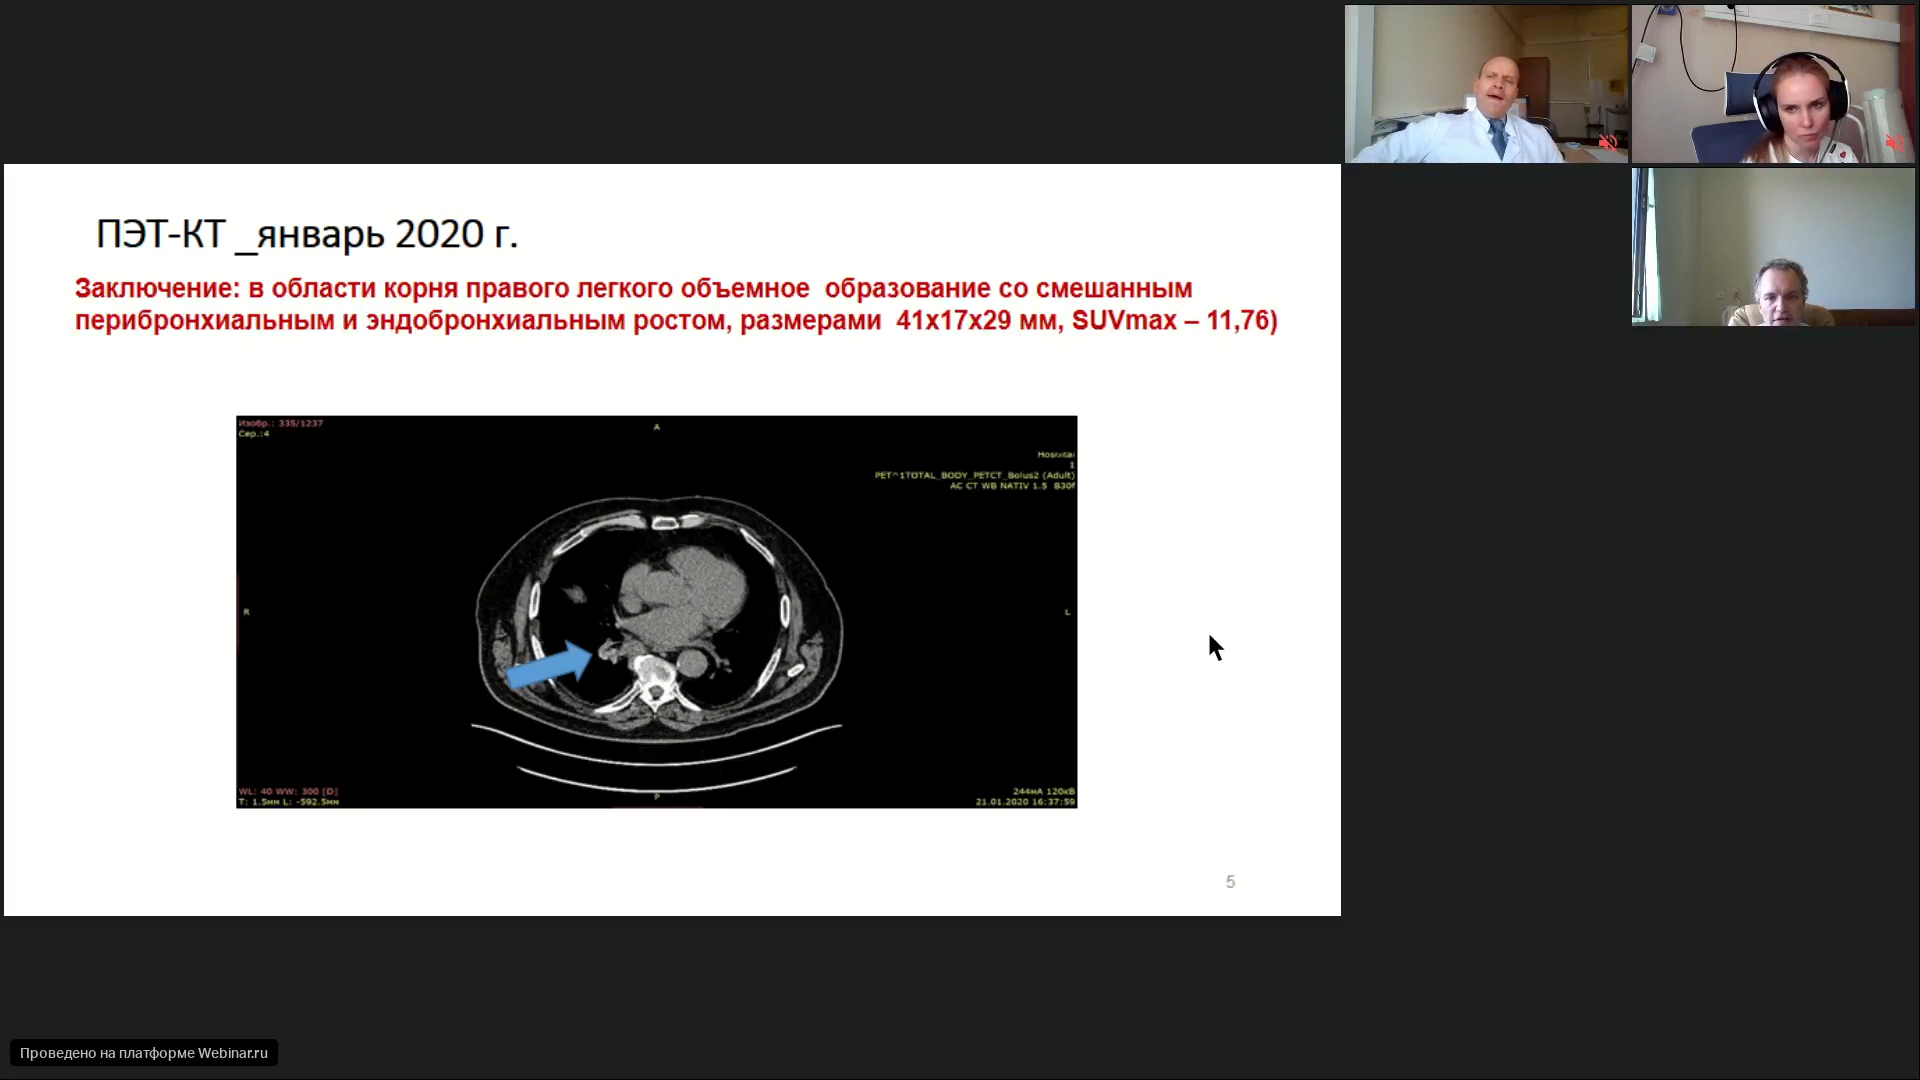 ПЭТ-КТ _январь 2020 г.
Заключение: в области корня правого легкого объемное образование со смешанным
перибронхиальным и эндобронхиальным ростом, размерами 41х17х29 мм, SUVmax – 11,76)
Изобр.: 335/1237
Сер.:4
A
Hospital
1
PET^1TOTAL_BODY_PETCT_Bolus2 (Adult)
AC CT WB NATIV 1.5 B30f
R
L
WL: 40 WW: 300 [D]
T: 1.5мм L: -592.5мм
P
244мА 120кВ
21.01.2020 16:37:59
5
Проведено на платформе Webinar.ru